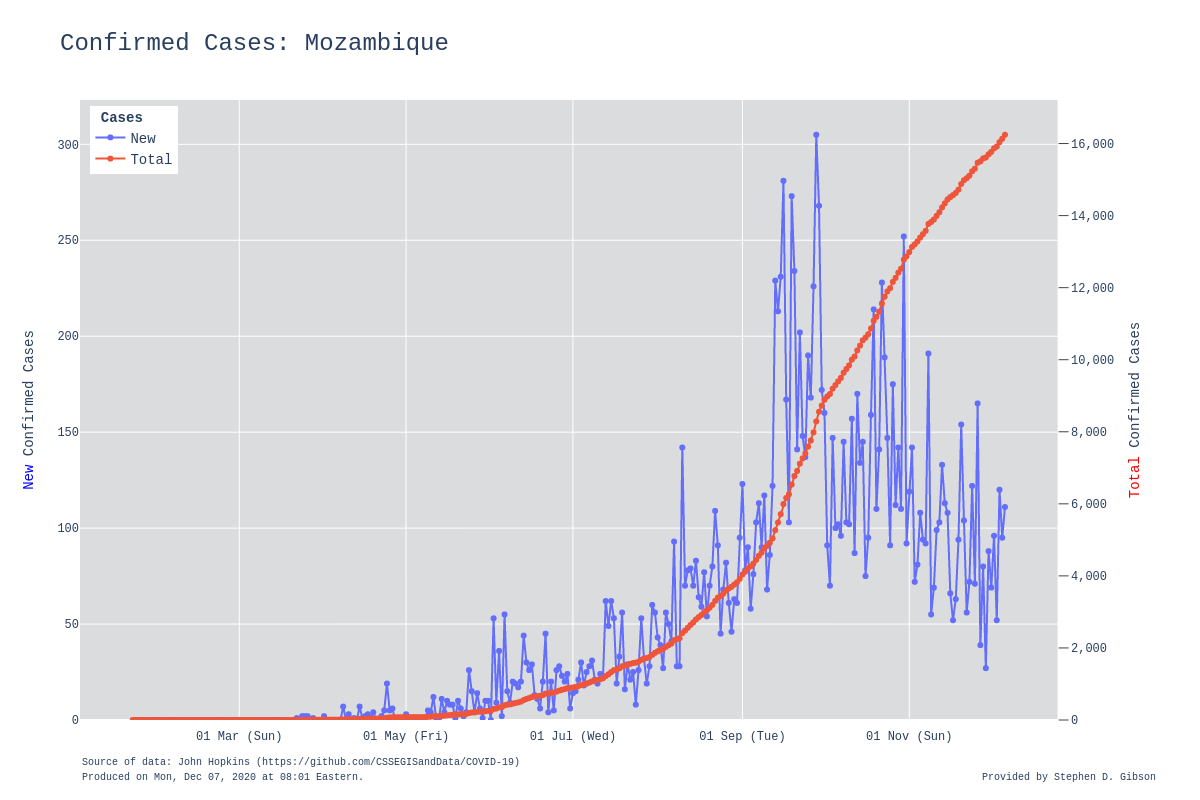 Confirmed Cases: Mozambique
Cases
New
Total
300
250
200
150
100
50
0
New Confirmed Cases
16,000
14,000
12,000
10,000
8,000
6,000
4,000
2,000
0
Total Confirmed Cases
01 Mar (Sun)
01 May (Fri)
01 Jul (Wed)
01 Sep (Tue)
01 Nov (Sun)
Source of data: John Hopkins (https://github.com/CSSEGISandData/COVID-19)
Produced on Mon, Dec 07, 2020 at 08:01 Eastern.
Provided by Stephen D. Gibson